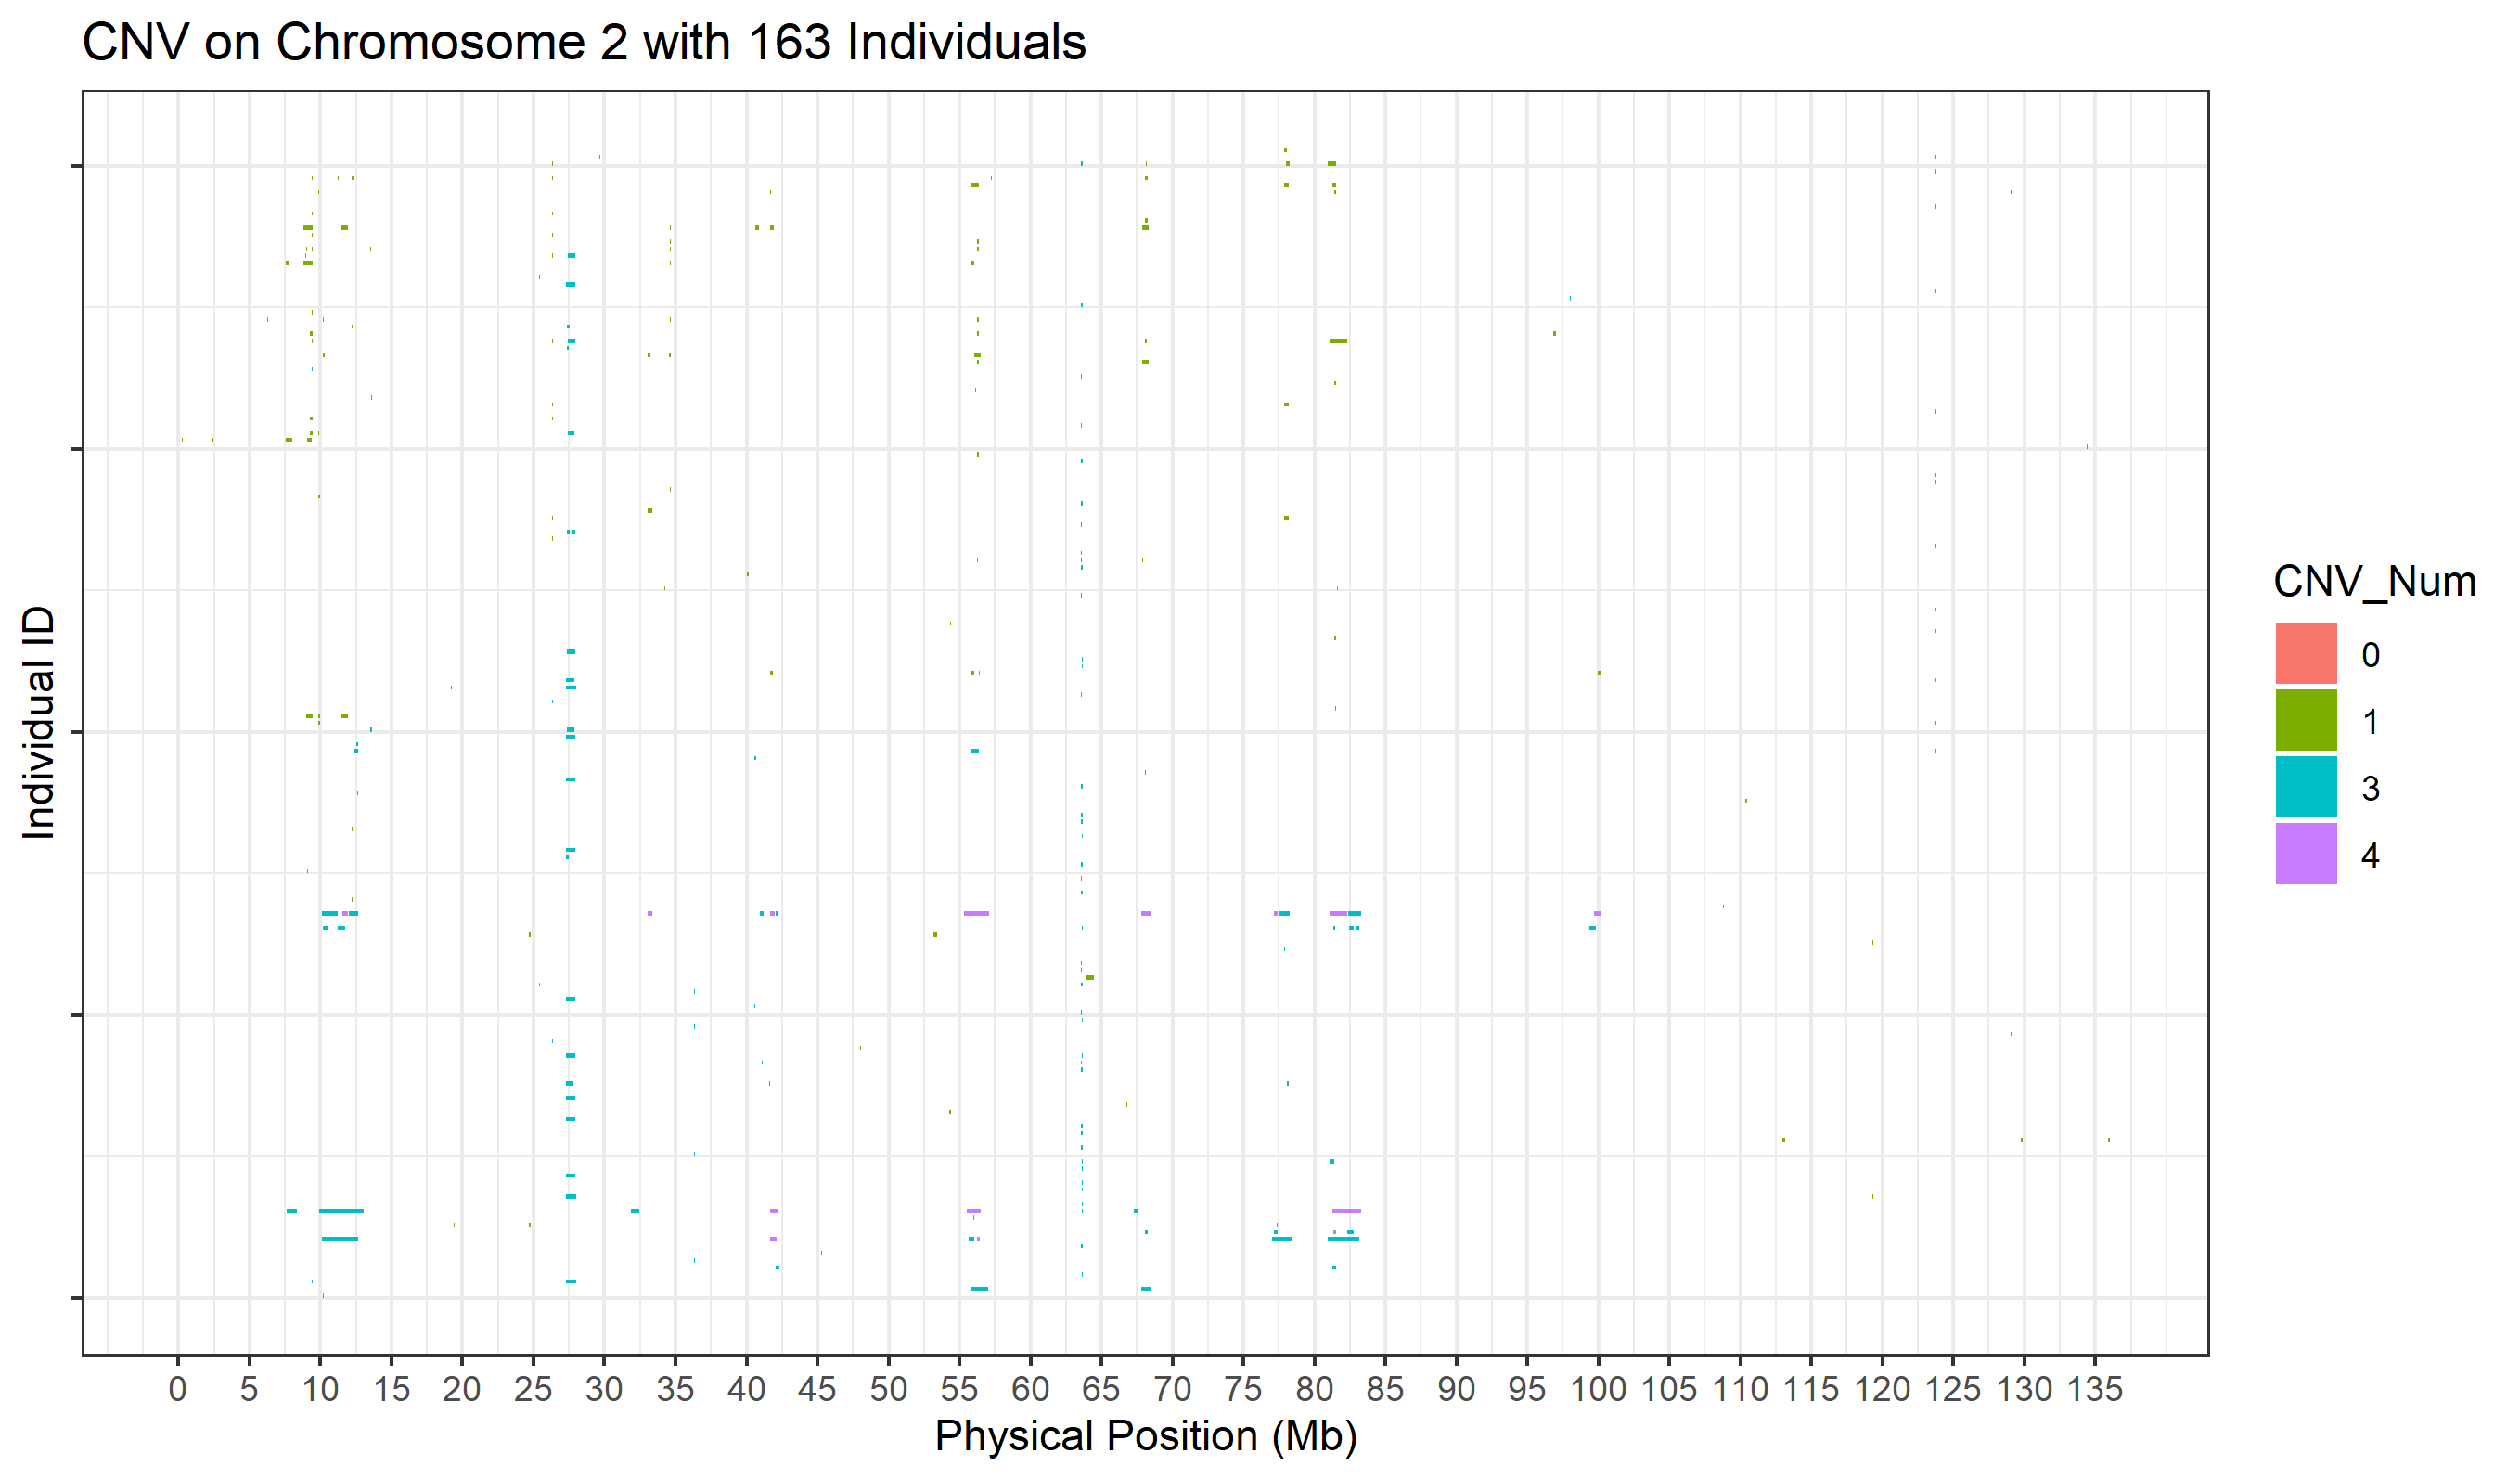 CNV on Chromosome 2 with 163 Individuals
Individual ID
CNV_Num
0
1
3
4
0 5 10 15 20 25 30 35 40 45 50 55 60 65 70 75 80 85 90 95 100 105 110 115 120 125 130 135
Physical Position (Mb)